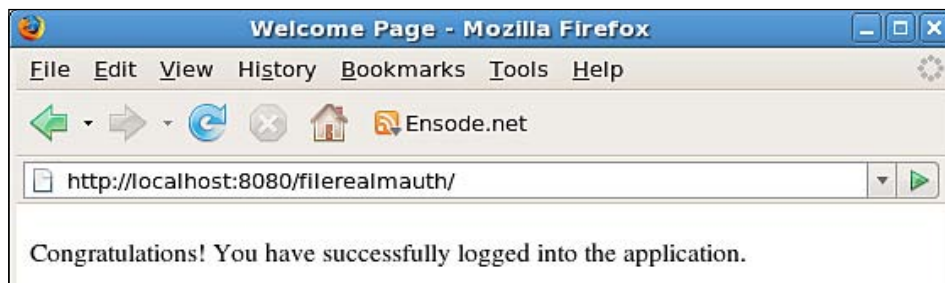 Welcome Page - Mozilla Firefox
File Edit View History Bookmarks Tools Help
Ensode.net
http://localhost:8080/filerealmauth/
Congratulations! You have successfully logged into the application.